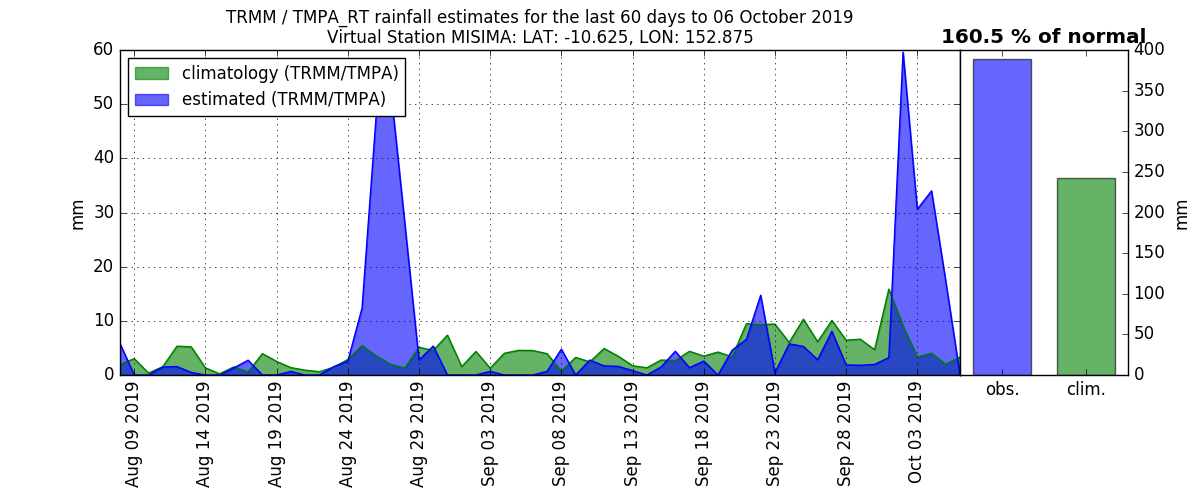 TRMM / TMPA_RT rainfall estimates for the last 60 days to 06 October 2019
Virtual Station MISIMA: LAT: -10.625, LON: 152.875
160.5 % of normal
climatology (TRMM/TMPA)
estimated (TRMM/TMPA)
mm
60
50
40
30
20
10
0
Aug 09 2019
Aug 14 2019
Aug 19 2019
Aug 24 2019
Aug 29 2019
Sep 03 2019
Sep 08 2019
Sep 13 2019
Sep 18 2019
Sep 23 2019
Sep 28 2019
Oct 03 2019
obs.
clim.
400
350
300
250
200
150
100
50
0
mm